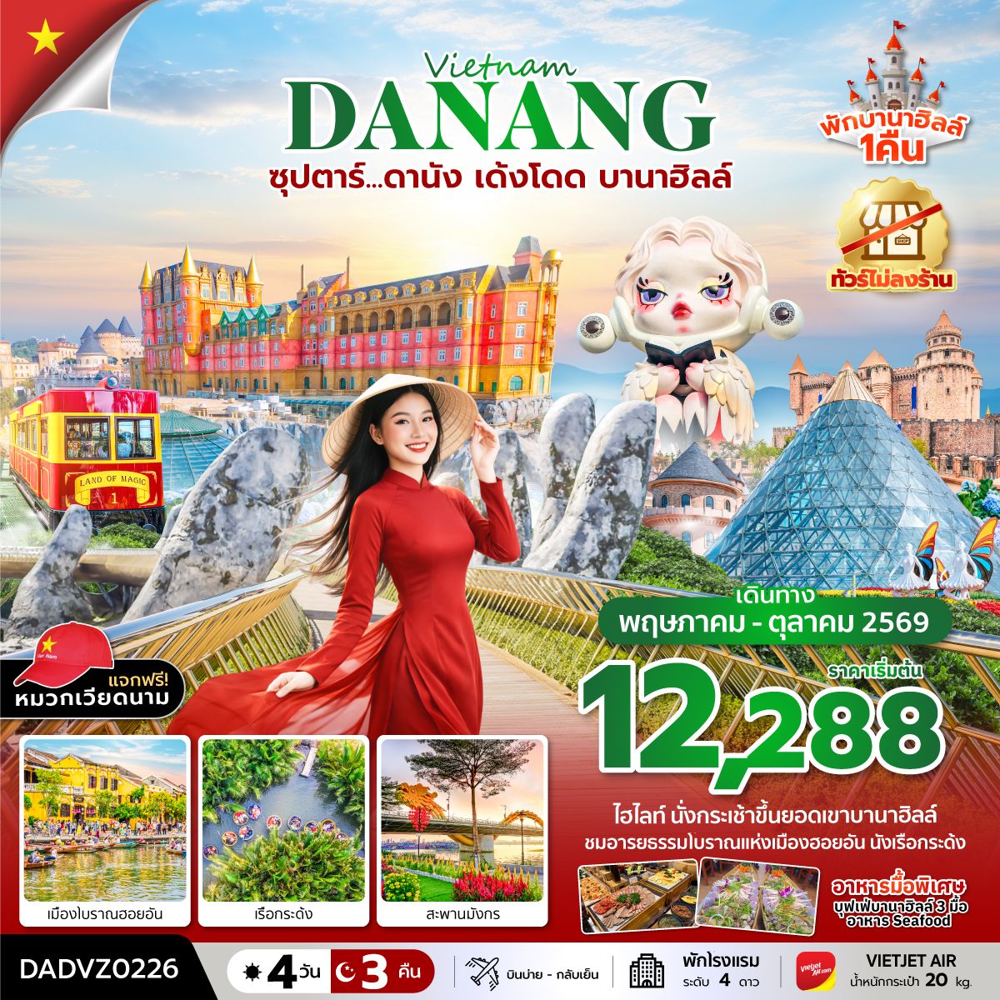 Vietnam
DANANG
ซุปตาร์...ดานัง เด้งโดด บานาฮิลล์
พักบานาฮิลล์
1คืน
SHOP
ทัวร์ไม่ลงร้าน
LAND OF MAGIC
1
เดินทาง
พฤษภาคม - ตุลาคม 2569
ราคาเริ่มต้น
12,288
Viet Nam
แจกฟรี!
หมวกเวียดนาม
ไฮไลท์ นั่งกระเช้าขึ้นยอดเขาบานาฮิลล์
ชมอารยธรรมโบราณแห่งเมืองฮอยอัน นังเรือกระด้ง
เมืองโบราณฮอยอัน
เรือกระด้ง
สะพานมังกร
อาหารมื้อพิเศษ
บุฟเฟ่บานาฮิลล์ 3 มื้อ
อาหาร Seafood
DADVZ0226
4 วัน
3 คืน
บินบ่าย - กลับเย็น
พักโรงแรม
ระดับ 4 ดาว
Vietjet Air.com
VIETJET AIR
น้ำหนักกระเป๋า 20 kg.